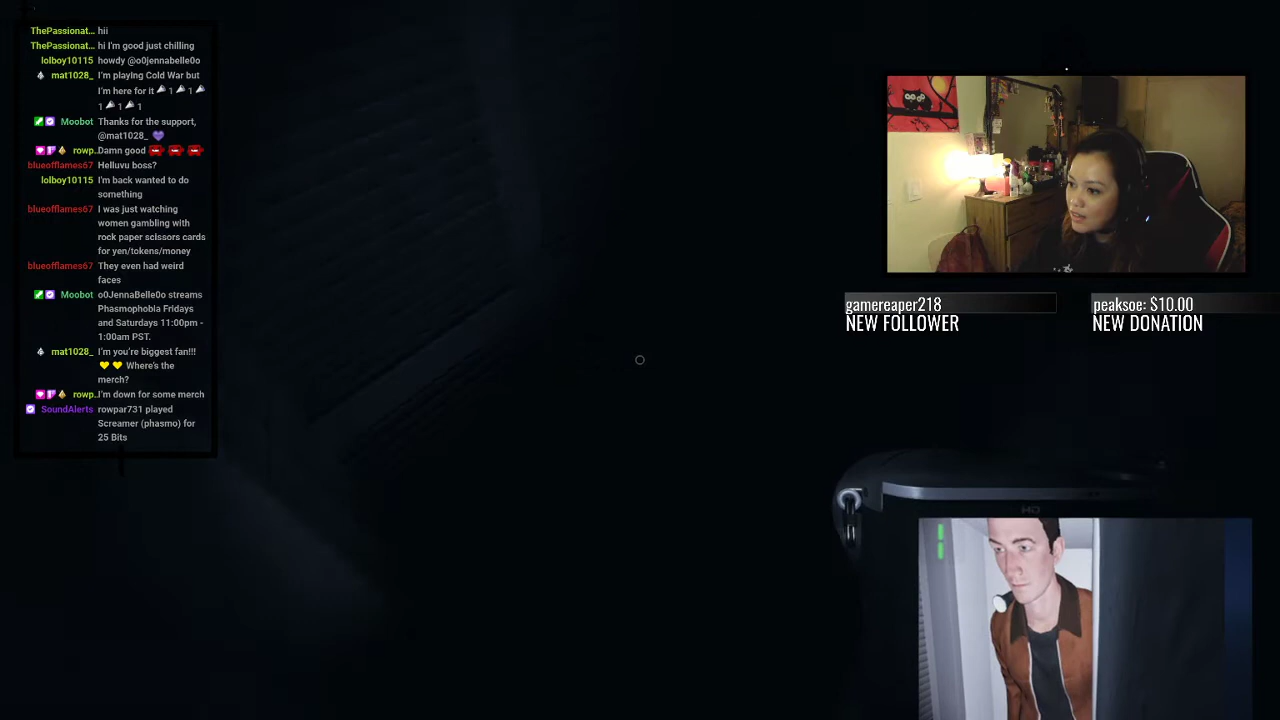 ThePassionat... hii
ThePassionat... hi I'm good just chilling
lolboy10115 howdy @o0jennabelle0o
mat1028_ I'm playing Cold War but
I'm here for it 1 1
1 1 1
Moobot Thanks for the support,
@mat1028_
rowp.. Damn good
blueofflames67 Helluvu boss?
lolboy10115 I'm back wanted to do
something
blueofflames67 I was just watching
women gambling with
rock paper scissors cards
for yen/tokens/money
blueofflames67 They even had weird
faces
Moobot o0JennaBelle0o streams
Phasmophobia Fridays
and Saturdays 11:00pm -
1:00am PST.
mat1028_ I'm you're biggest fan!!!
Where's the
merch?
rowp.. I'm down for some merch
SoundAlerts rowpar731 played
Screamer (phasmo) for
25 Bits
gamereaper218
NEW FOLLOWER
peaksoe: $10.00
NEW DONATION